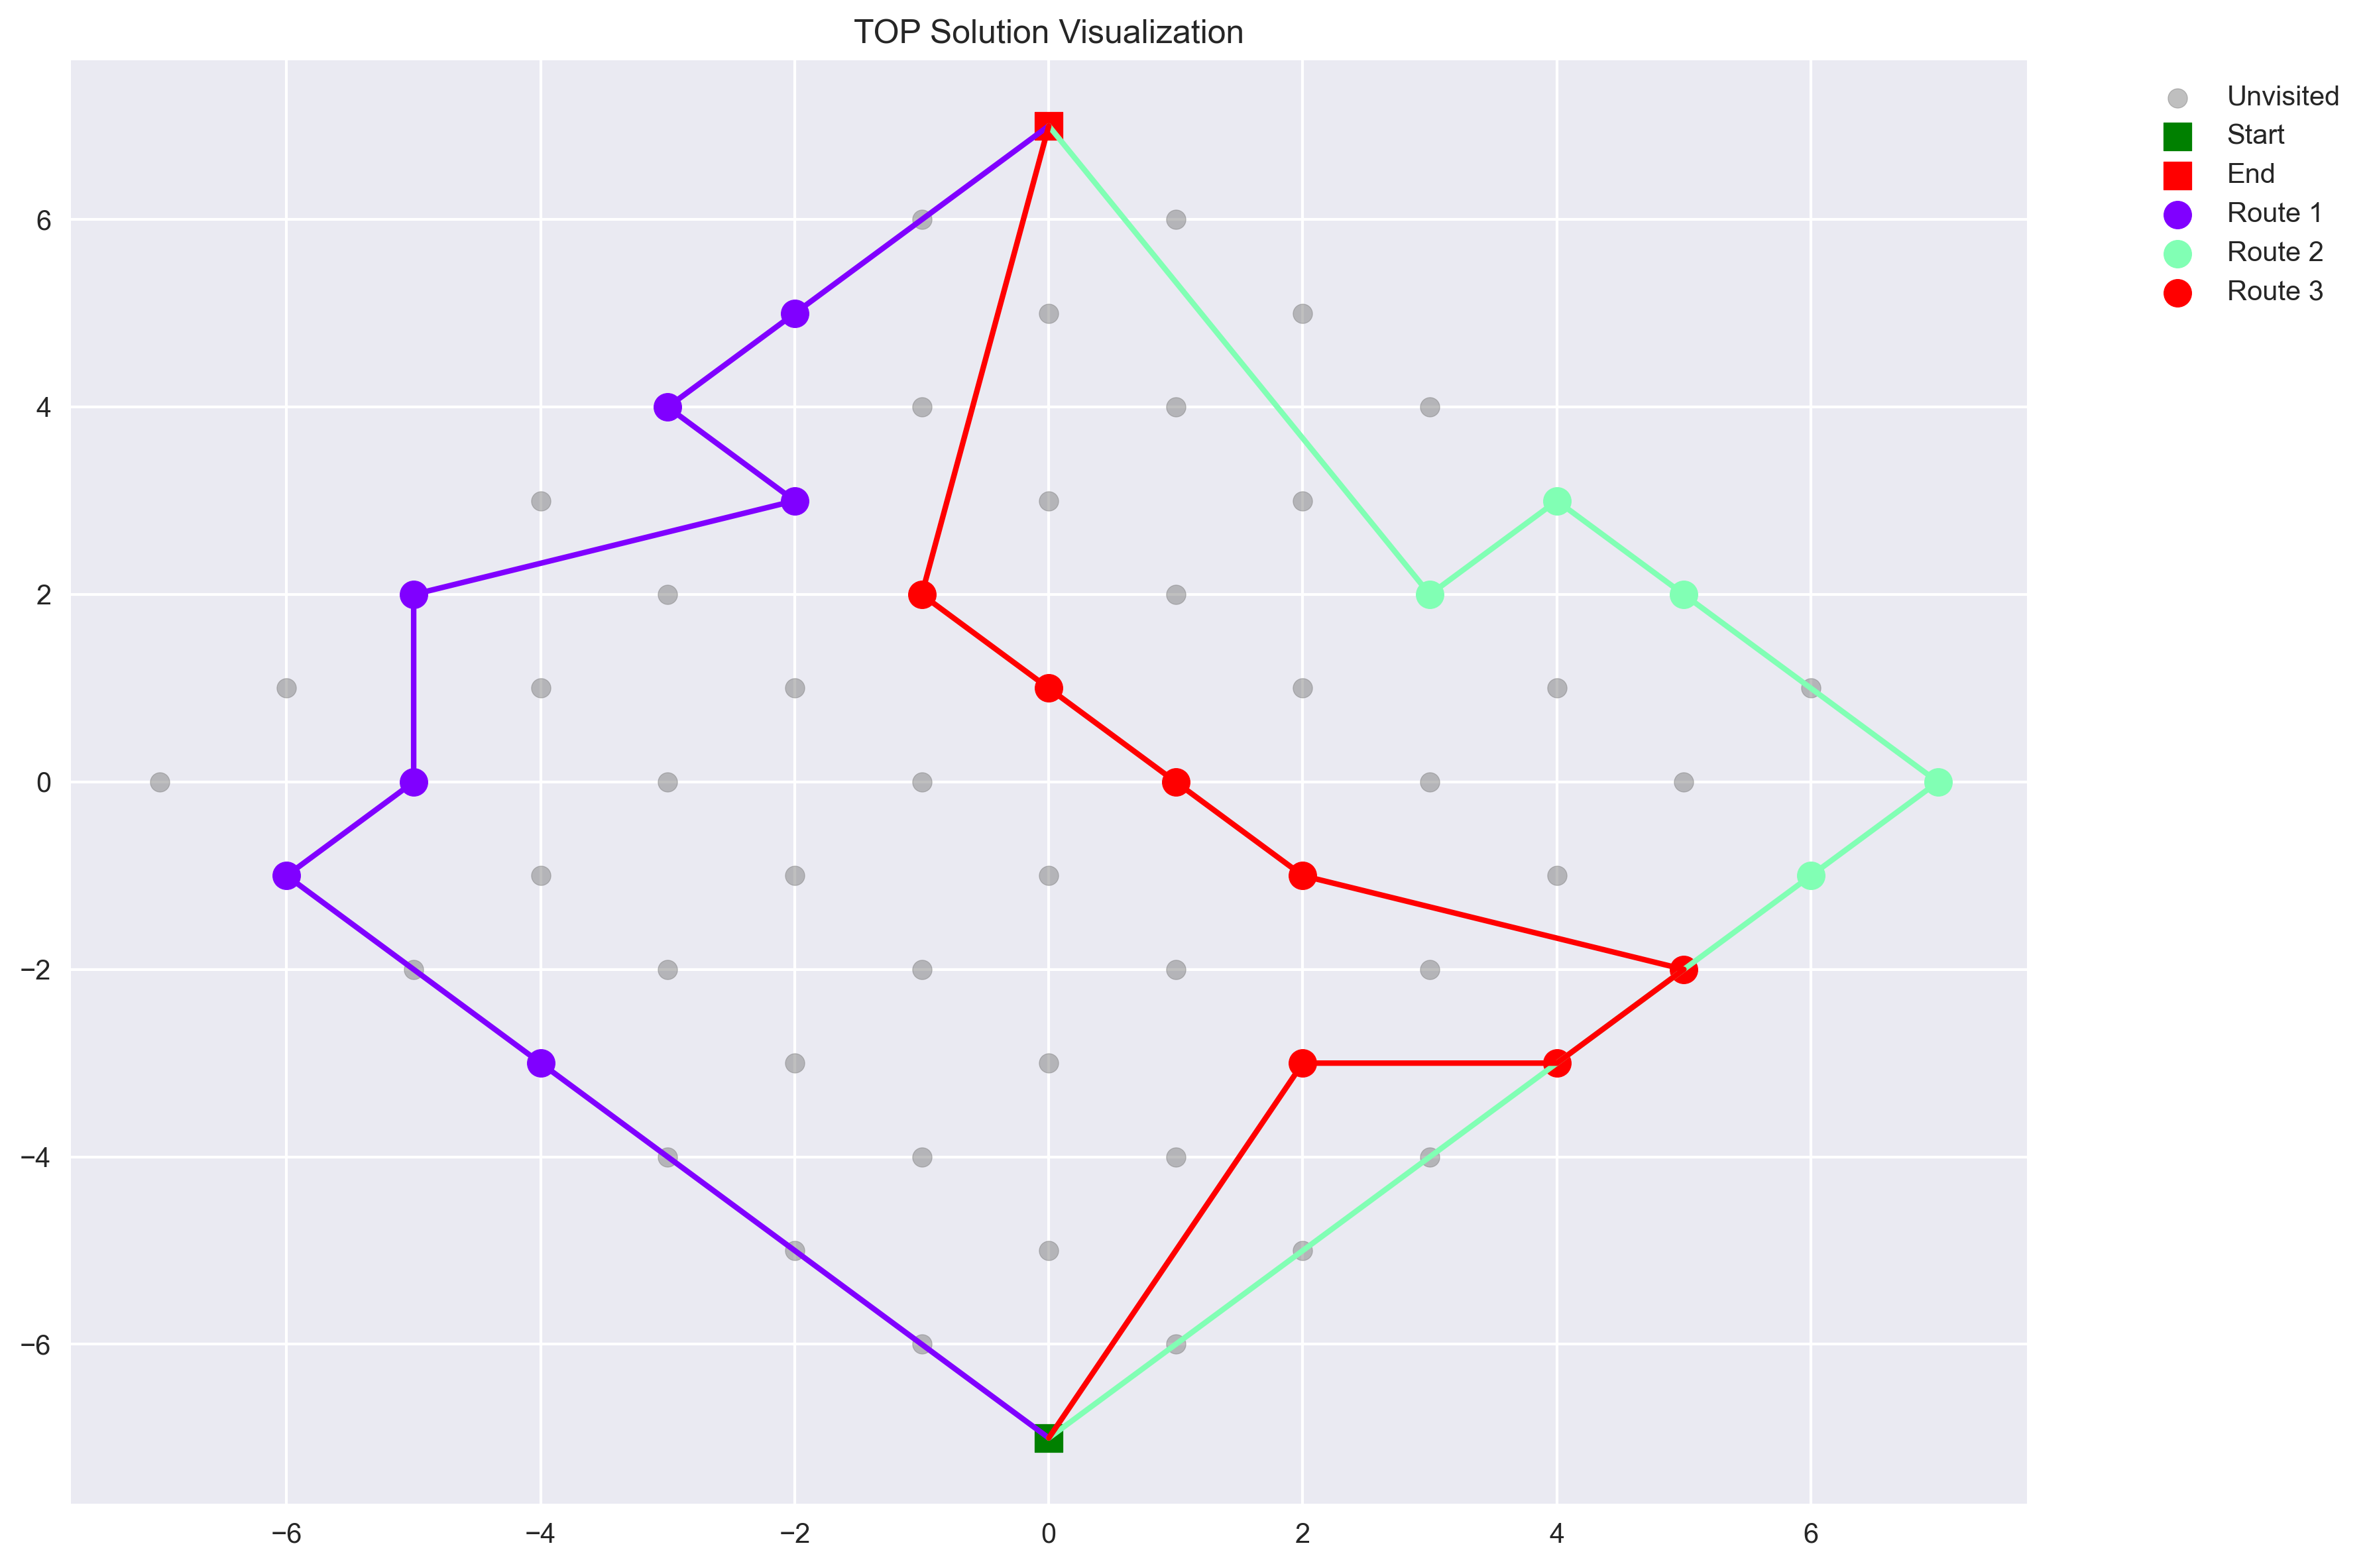 TOP Solution Visualization
Unvisited
Start
End
Route 1
Route 2
Route 3
6
4
2
0
−2
−4
−6
−6 −4 −2 0 2 4 6